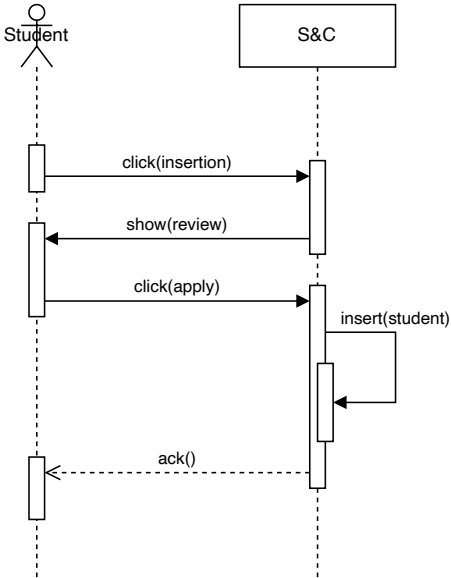 Student
S&C
click(insertion)
show(review)
click(apply)
insert(student)
ack()